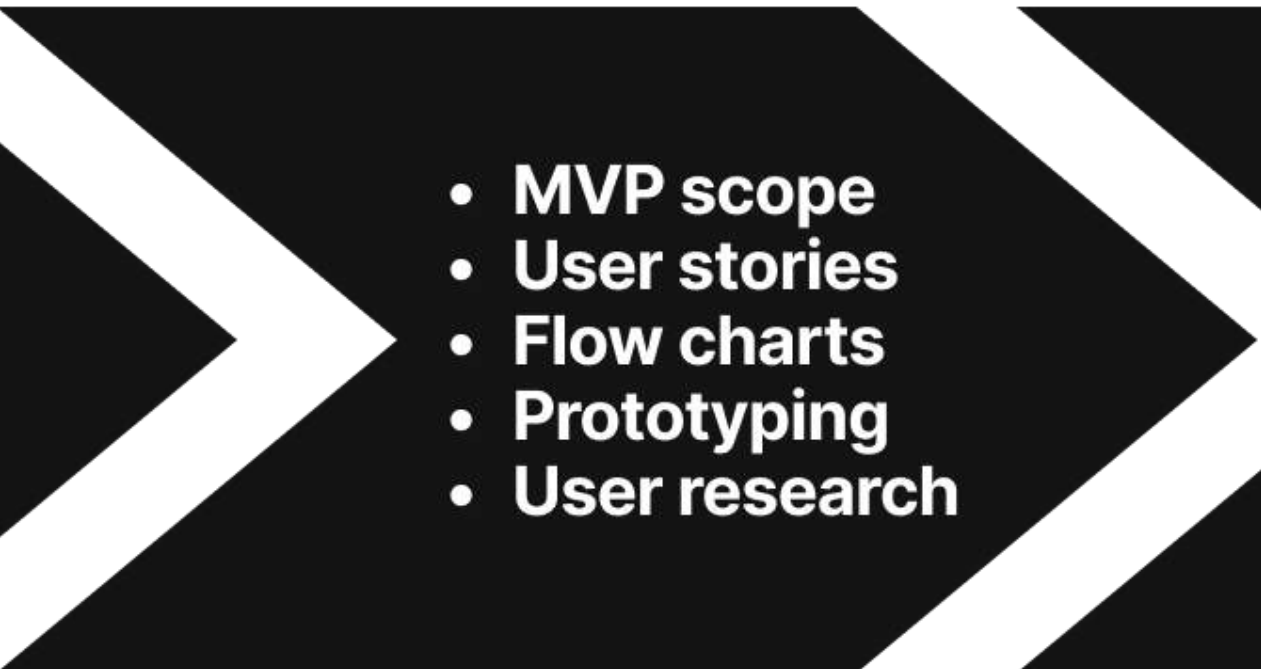 • MVP scope
• User stories
• Flow charts
• Prototyping
• User research